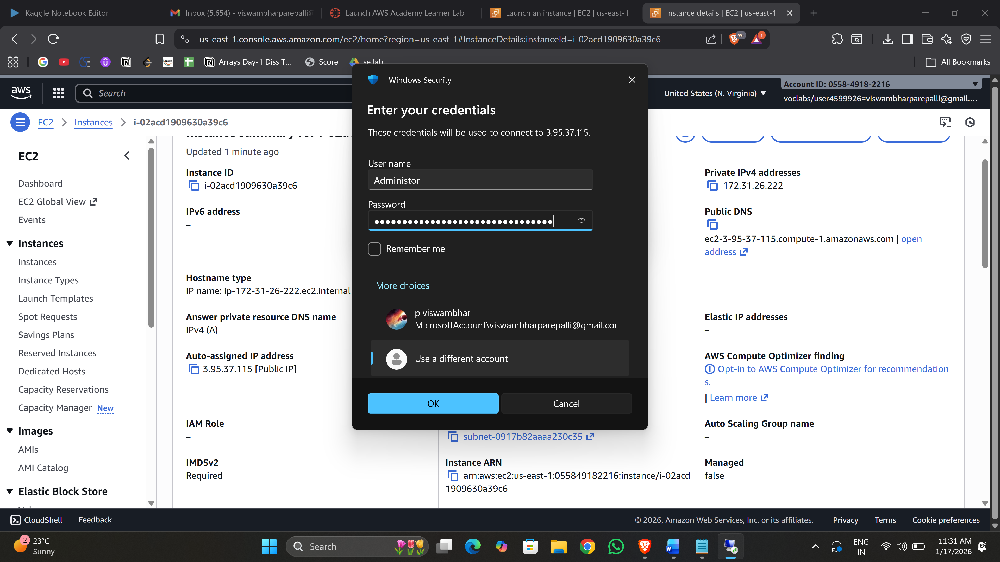 Kaggle Notebook Editor
Inbox (5,654) - viswambharparepalli@
Launch AWS Academy Learner Lab
Launch an instance | EC2 | us-east-1
Instance details | EC2 | us-east-1
us-east-1.console.aws.amazon.com/ec2/home?region=us-east-1#InstanceDetails:instanceId=i-02acd1909630a39c6
99+
1
Arrays Day-1 Diss T...
Score
se lab
All Bookmarks
aws
Search
United States (N. Virginia)
Account ID: 0558-4918-2216
voclabs/user4599926=viswambharparepalli@gmail....
EC2
Instances
i-02acd1909630a39c6
EC2
Dashboard
EC2 Global View
Events
Instances
Instances
Instance Types
Launch Templates
Spot Requests
Savings Plans
Reserved Instances
Dedicated Hosts
Capacity Reservations
Capacity Manager New
Images
AMIs
AMI Catalog
Elastic Block Store
Updated 1 minute ago
Instance ID
i-02acd1909630a39c6
IPv6 address
–
Hostname type
IP name: ip-172-31-26-222.ec2.internal
Answer private resource DNS name
IPv4 (A)
Auto-assigned IP address
3.95.37.115 [Public IP]
IAM Role
–
IMDSv2
Required
Windows Security
Enter your credentials
These credentials will be used to connect to 3.95.37.115.
User name
Administor
Password
Remember me
More choices
p viswambhar
MicrosoftAccount\viswambharparepalli@gmail.cor
Use a different account
OK
Cancel
subnet-0917b82aaaa230c35
Instance ARN
arn:aws:ec2:us-east-1:055849182216:instance/i-02acd
1909630a39c6
Private IPv4 addresses
172.31.26.222
Public DNS
ec2-3-95-37-115.compute-1.amazonaws.com | open
address
Elastic IP addresses
–
AWS Compute Optimizer finding
Opt-in to AWS Compute Optimizer for recommendation
s.
| Learn more
Auto Scaling Group name
–
Managed
false
CloudShell
Feedback
© 2026, Amazon Web Services, Inc. or its affiliates.
Privacy
Terms
Cookie preferences
2
23°C
Sunny
Search
ENG
IN
11:31 AM
1/17/2026